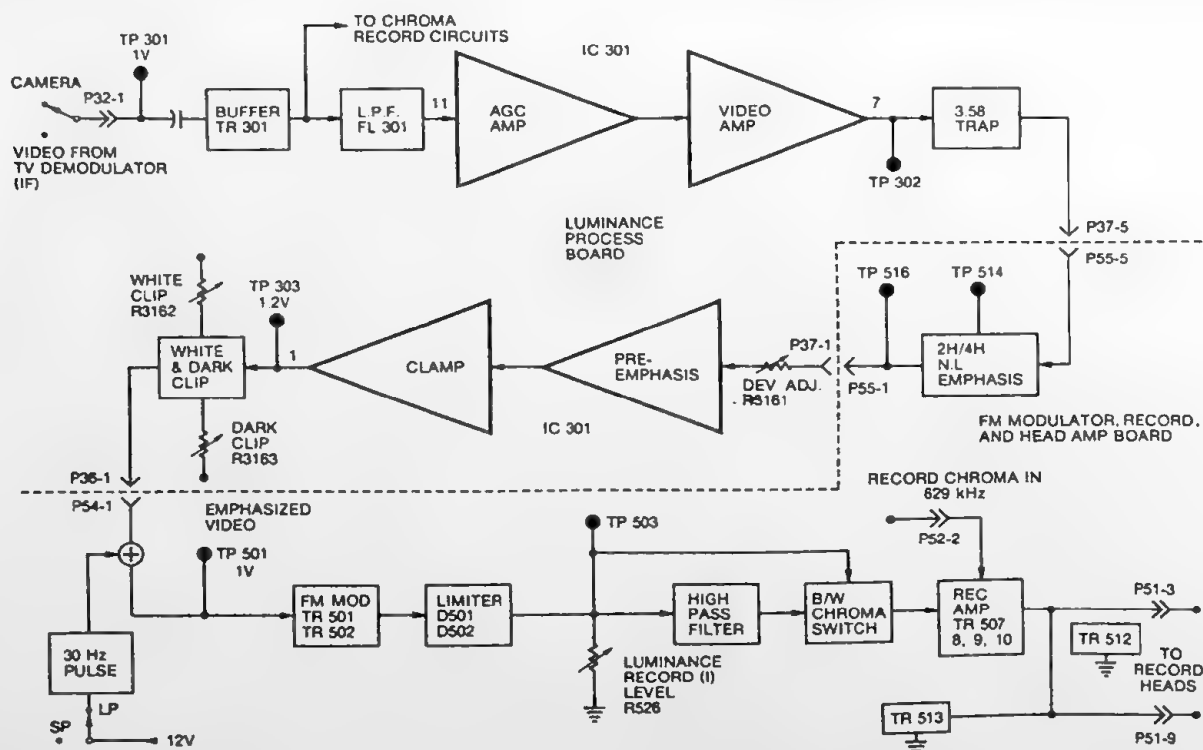 TO CHROMA
RECORD CIRCUITS
TP 301
1V
IC 301
CAMERA
P32-1
BUFFER
TR 301
L.P.F.
FL 301
11
AGC
AMP
VIDEO
AMP
7
3.58
TRAP
VIDEO FROM
TV DEMODULATOR
(IF)
TP 302
LUMINANCE
PROCESS
BOARD
P37-5
P55-5
WHITE
CLIP
R3162
TP 303
1.2V
TP 516
TP 514
WHITE
& DARK
CLIP
1
CLAMP
PRE-
EMPHASIS
P37-1
DEV ADJ.
R3161
P55-1
2H/4H
N.L
EMPHASIS
DARK
CLIP
R3163
IC 301
FM MODULATOR, RECORD,
AND HEAD AMP BOARD
P36-1
P54-1
EMPHASIZED
VIDEO
RECORD CHROMA IN
629 kHz
TP 501
1V
TP 503
P52-2
FM MOD
TR 501
TR 502
LIMITER
D501
D502
HIGH
PASS
FILTER
B/W
CHROMA
SWITCH
REC
AMP
TR 507
8, 9, 10
P51-3
30 Hz
PULSE
LUMINANCE
RECORD (I)
LEVEL
R526
TR 512
TO
RECORD
HEADS
LP
SP
12V
TR 513
P51-9